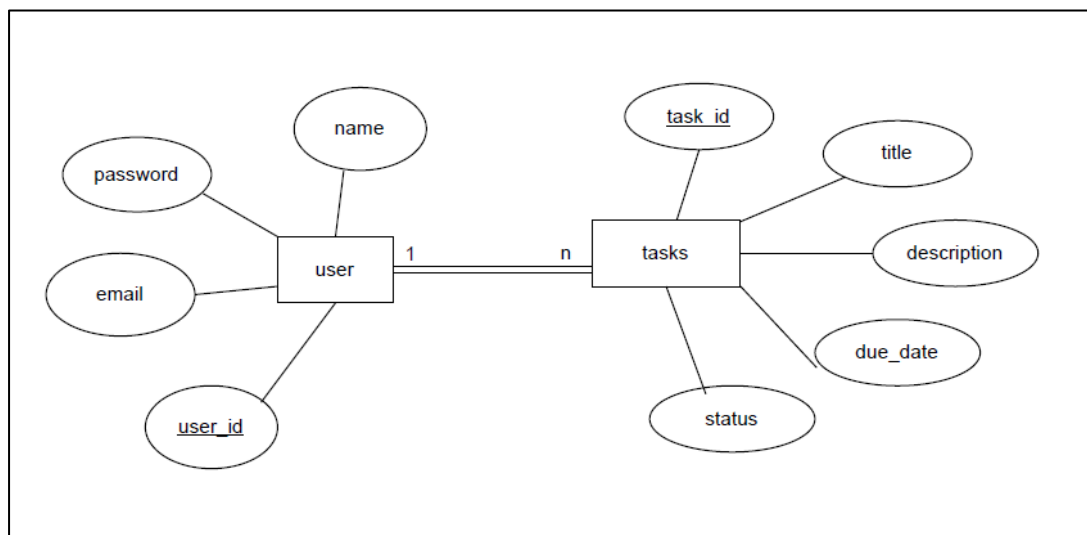 name
password
email
user_id
user
1
n
tasks
task_id
title
description
due_date
status